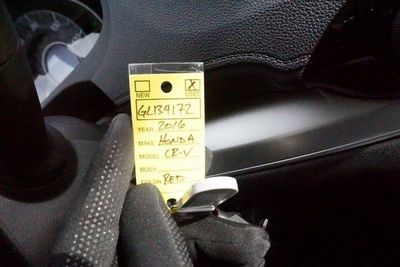 X
NEW USED
GL134172
YEAR 2016
MAKE HONDA
MODEL CR-V
BODY
COLOR RED